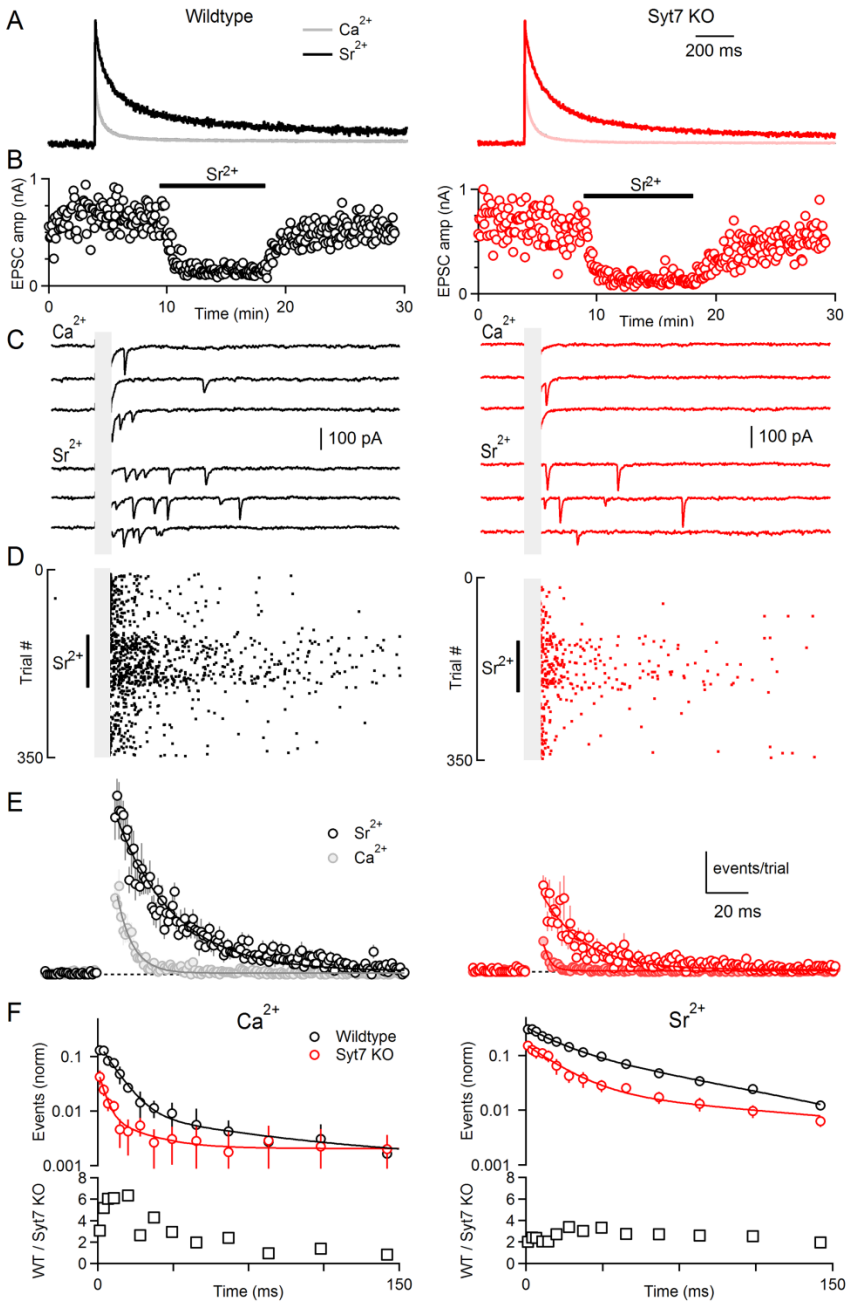 A
Wildtype
Ca2+
Sr2+
Syt7 KO
200 ms
B
EPSC amp (nA)
1
0
Sr2+
0
10
20
30
Time (min)
EPSC amp (nA)
1
0
Sr2+
0
10
20
30
Time (min)
C
Ca2+
100 pA
Sr2+
Ca2+
100 pA
Sr2+
D
0
Trial #
Sr2+
350
0
Trial #
Sr2+
350
E
Sr2+
Ca2+
events/trial
20 ms
F
Ca2+
Wildtype
Syt7 KO
Events (norm)
0.1
0.01
0.001
WT / Syt7 KO
8
6
4
2
0
0
150
Time (ms)
Sr2+
Events (norm)
0.1
0.01
0.001
WT / Syt7 KO
8
6
4
2
0
0
150
Time (ms)